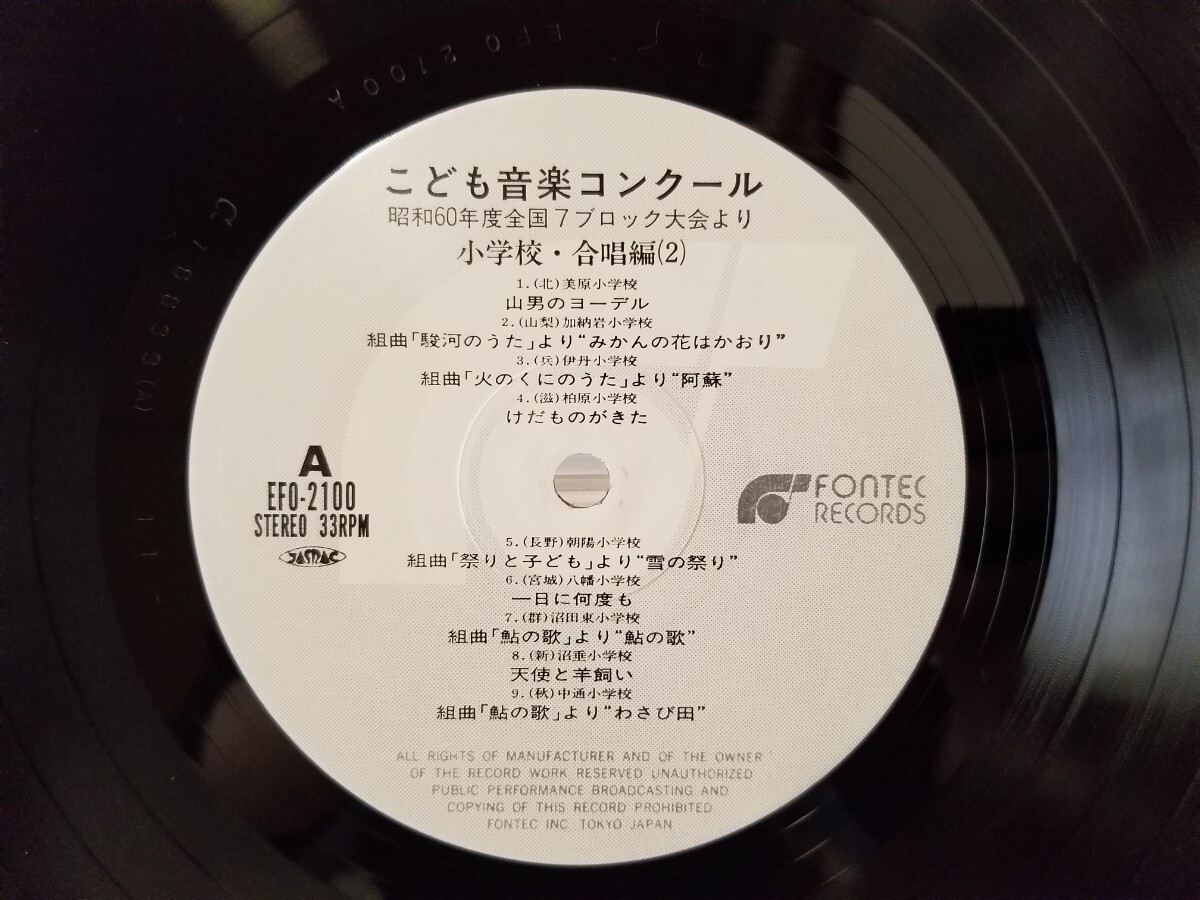 EFO 2100A
こども音楽コンクール
昭和60年度全国7ブロック大会より
小学校・合唱編(2)
1.(北)美原小学校
山男のヨーデル
2.(山梨)加納岩小学校
組曲「駿河のうた」より“みかんの花はかおり”
3.(兵)伊丹小学校
組曲「火のくにのうた」より“阿蘇”
4.(滋)柏原小学校
けだものがきた
A
EFO-2100
STEREO 33RPM
JASRAC
FONTEC
RECORDS
5.(長野)朝陽小学校
組曲「祭りと子ども」より“雪の祭り”
6.(宮城)八幡小学校
一日に何度も
7.(群)沼田東小学校
組曲「鮎の歌」より“鮎の歌”
8.(新)沼垂小学校
天使と羊飼い
9.(秋)中通小学校
組曲「鮎の歌」より“わさび田”
ALL RIGHTS OF MANUFACTURER AND OF THE OWNER
OF THE RECORD WORK RESERVED UNAUTHORIZED
PUBLIC PERFORMANCE BROADCASTING AND
COPYING OF THIS RECORD PROHIBITED.
FONTEC INC. TOKYO JAPAN